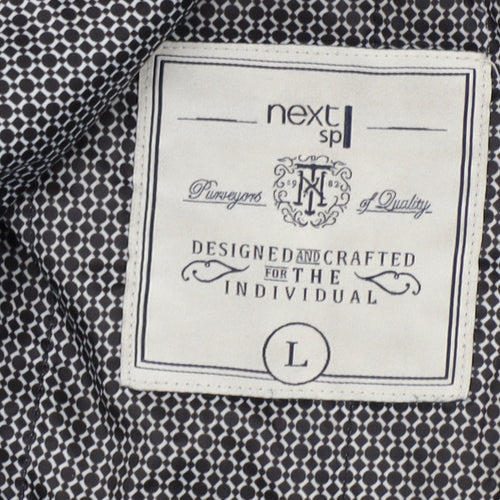 next
sp
Purveyors of Quality
DESIGNED AND CRAFTED
FOR THE
INDIVIDUAL
L